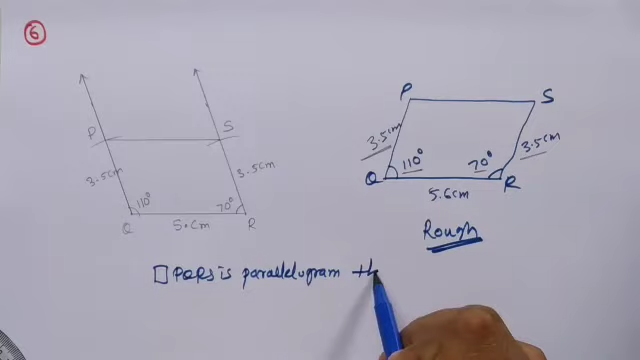 6
P
S
3.5cm
3.5cm
110°
70°
Q
5.cm
R
P
S
3.5cm
3.5cm
110°
70°
Q
5.6cm
R
Rough
□PQRS is parallelogram th